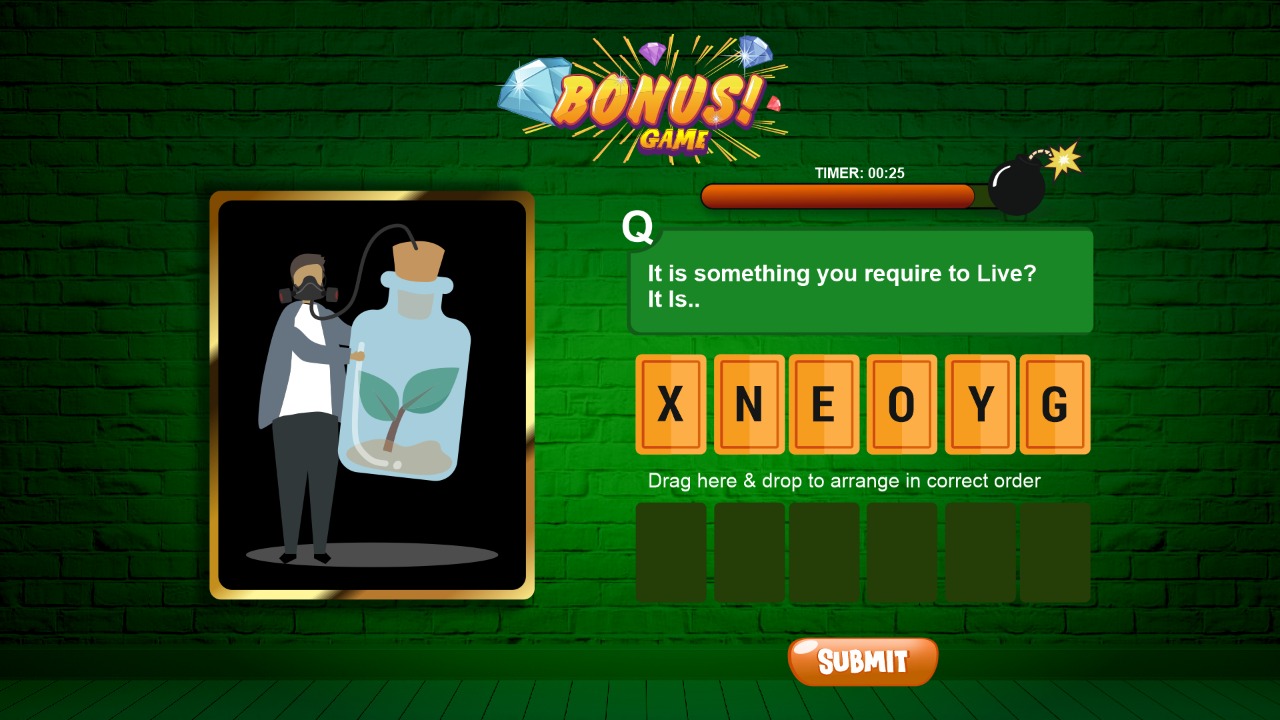 BONUS!
GAME
TIMER: 00:25
Q
It is something you require to Live?
It Is..
X N E O Y G
Drag here & drop to arrange in correct order
SUBMIT